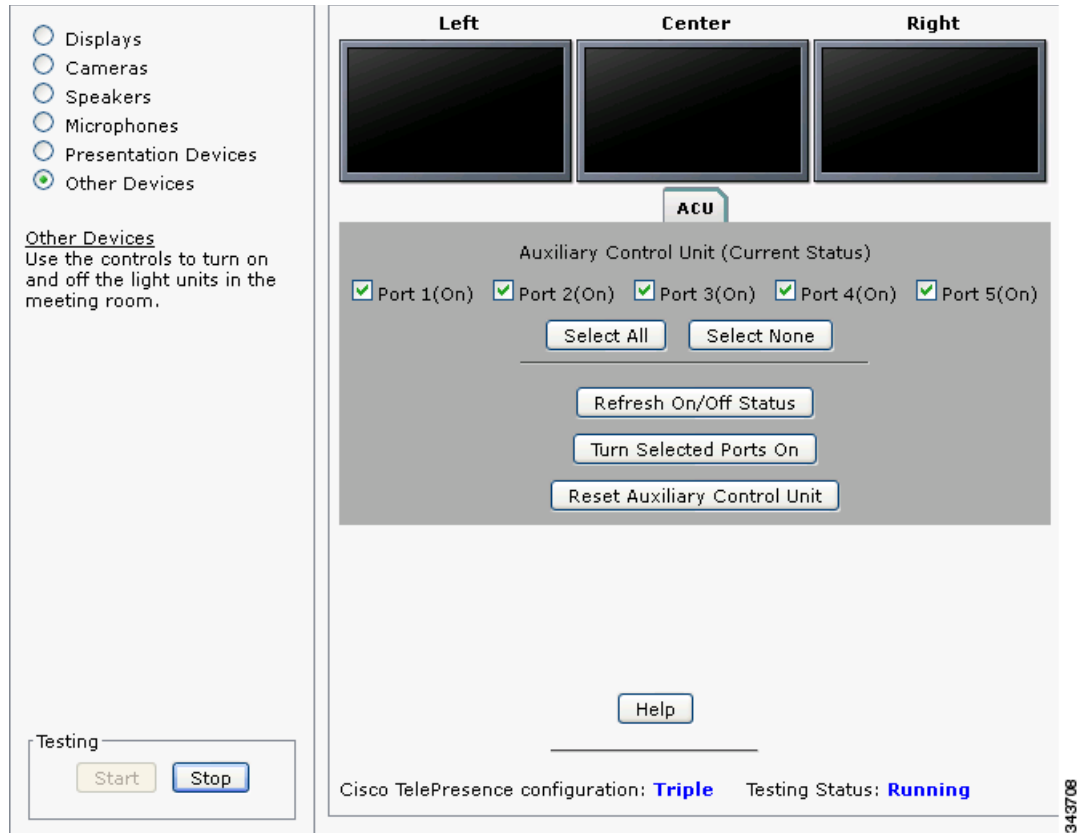 Displays
Cameras
Speakers
Microphones
Presentation Devices
Other Devices
Other Devices
Use the controls to turn on
and off the light units in the
meeting room.
Testing
Start Stop
Left Center Right
ACU
Auxiliary Control Unit (Current Status)
Port 1(On) Port 2(On) Port 3(On) Port 4(On) Port 5(On)
Select All Select None
Refresh On/Off Status
Turn Selected Ports On
Reset Auxiliary Control Unit
Help
Cisco TelePresence configuration: Triple Testing Status: Running
343708